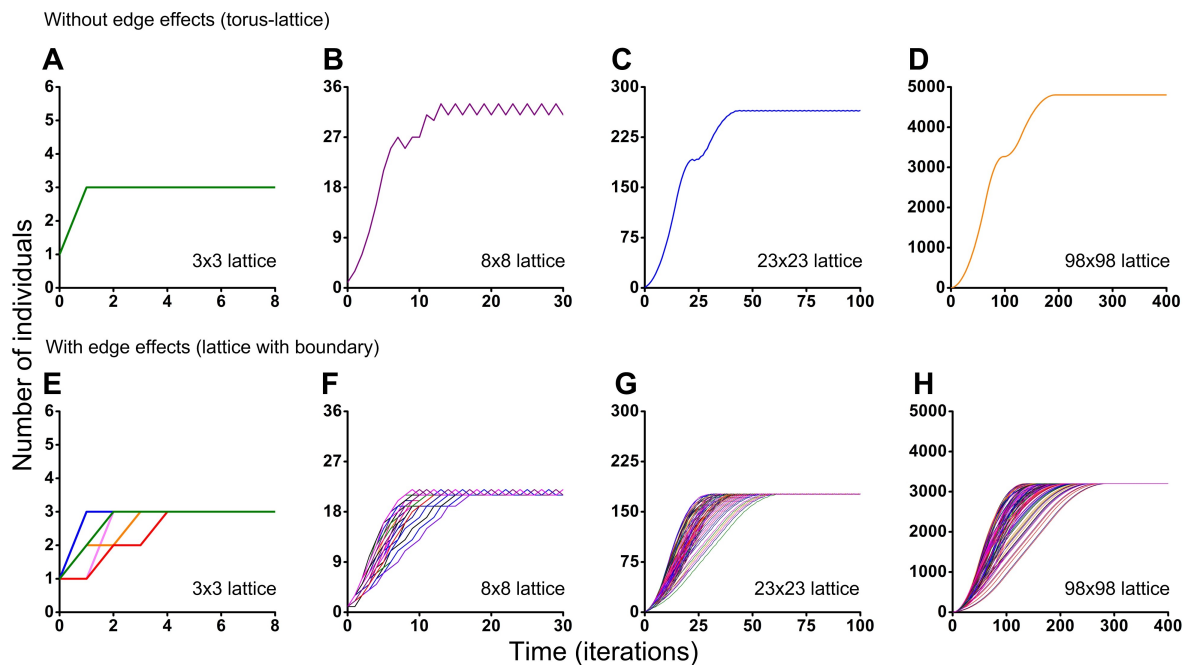 Without edge effects (torus-lattice)
A B C D
6 36 300 5000
5
4 27 225 4000
3 18 150 3000
2 2000
1 9 75 1000
3x3 lattice 8x8 lattice 23x23 lattice 98x98 lattice
0 0 0 0
0 2 4 6 8 0 10 20 30 0 25 50 75 100 0 100 200 300 400
Number of individuals
With edge effects (lattice with boundary)
E F G H
6 36 300 5000
5
4 27 225 4000
3 18 150 3000
2 2000
1 9 75 1000
3x3 lattice 8x8 lattice 23x23 lattice 98x98 lattice
0 0 0 0
0 2 4 6 8 0 10 20 30 0 25 50 75 100 0 100 200 300 400
Time (iterations)